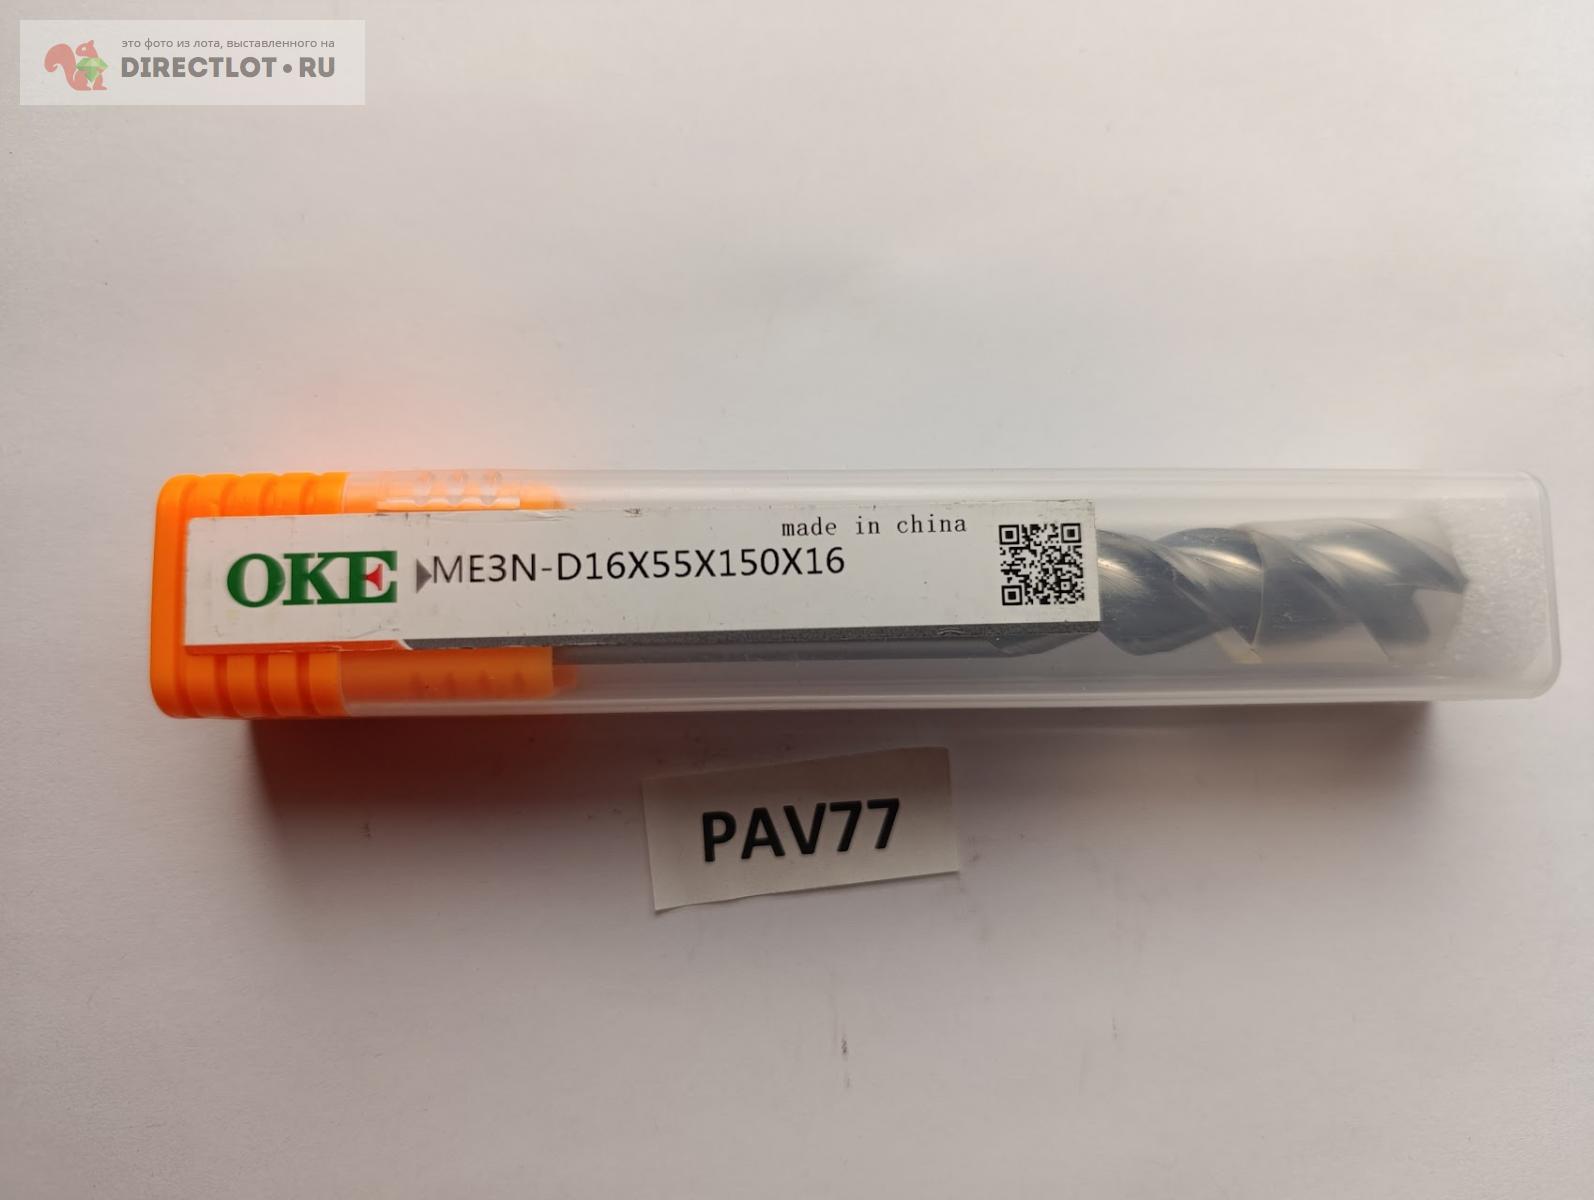 это фото из лота, выставленного на
DIRECTLOT•RU
made in china
OKE ME3N-D16X55X150X16
PAV77